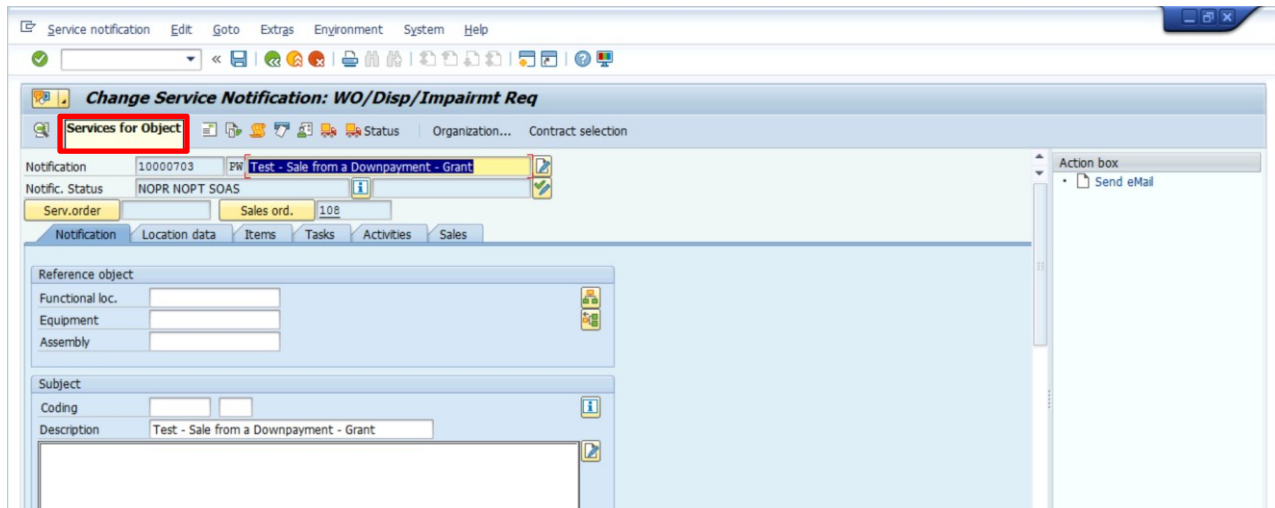 Service notification Edit Goto Extras Environment System Help
Change Service Notification: WO/Disp/Impairmt Req
Services for Object Status Organization... Contract selection
Notification 10000703 PW Test - Sale from a Downpayment - Grant
Action box
Send eMail
Notific. Status NOPR NOPT SOAS
Serv.order Sales ord. 108
Notification Location data Items Tasks Activities Sales
Reference object
Functional loc.
Equipment
Assembly
Subject
Coding
Description Test - Sale from a Downpayment - Grant